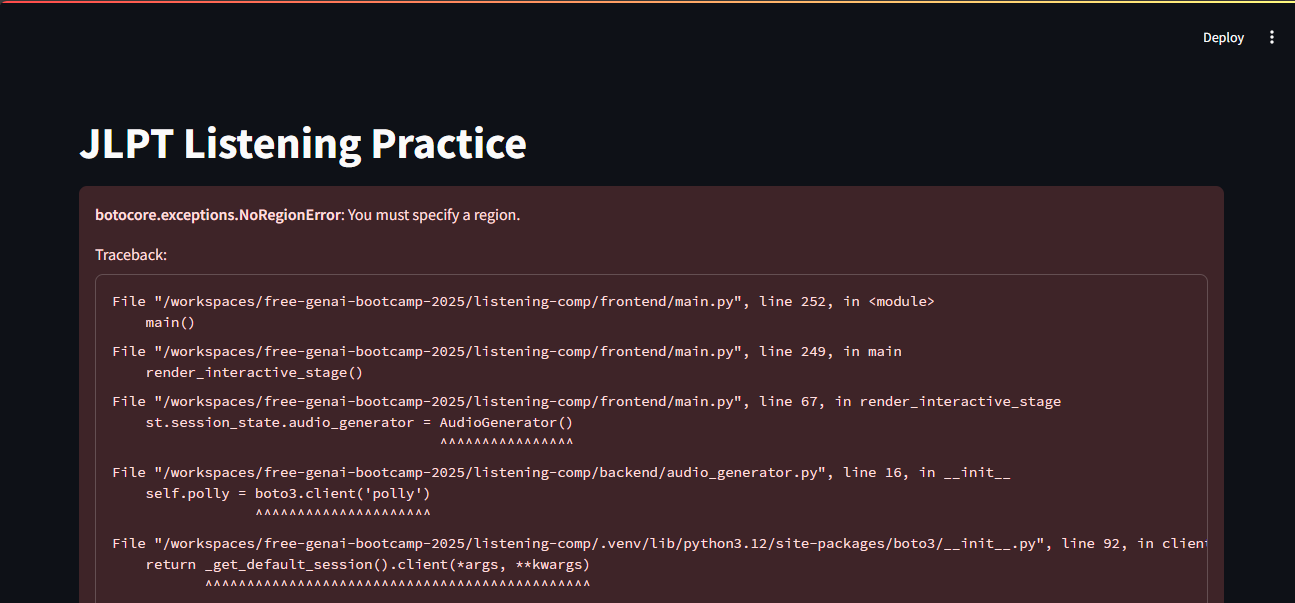 Deploy
JLPT Listening Practice
botocore.exceptions.NoRegionError: You must specify a region.
Traceback:
File "/workspaces/free-genai-bootcamp-2025/listening-comp/frontend/main.py", line 252, in <module>
main()
File "/workspaces/free-genai-bootcamp-2025/listening-comp/frontend/main.py", line 249, in main
render_interactive_stage()
File "/workspaces/free-genai-bootcamp-2025/listening-comp/frontend/main.py", line 67, in render_interactive_stage
st.session_state.audio_generator = AudioGenerator()
^^^^^^^^^^^^^^^^
File "/workspaces/free-genai-bootcamp-2025/listening-comp/backend/audio_generator.py", line 16, in __init__
self.polly = boto3.client('polly')
^^^^^^^^^^^^^^^^^^^^^
File "/workspaces/free-genai-bootcamp-2025/listening-comp/.venv/lib/python3.12/site-packages/boto3/__init__.py", line 92, in client
return _get_default_session().client(*args, **kwargs)
^^^^^^^^^^^^^^^^^^^^^^^^^^^^^^^^^^^^^^^^^^^^^^